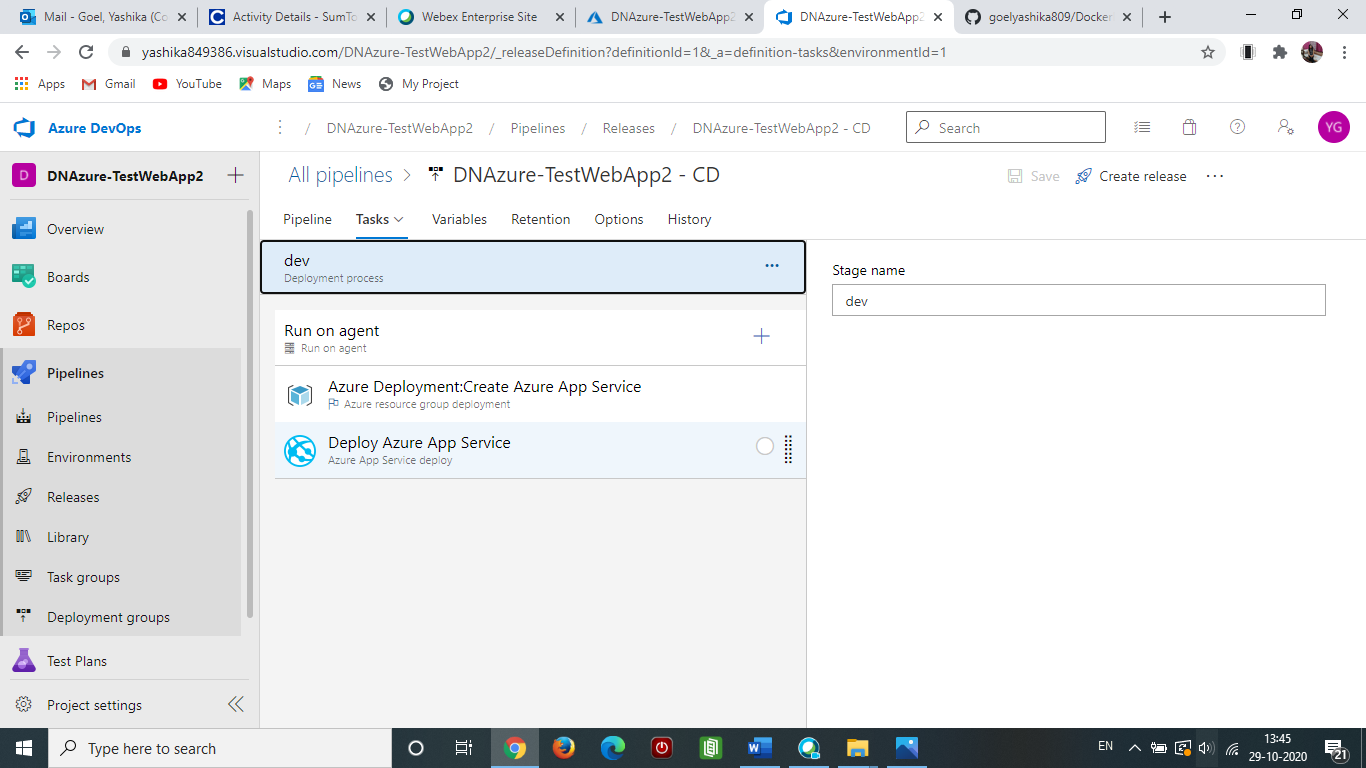 Mail - Goel, Yashika (Co
Activity Details - SumTo
Webex Enterprise Site
DNAzure-TestWebApp2
DNAzure-TestWebApp2
goelyashika809/Docker
yashika849386.visualstudio.com/DNAzure-TestWebApp2/_releaseDefinition?definitionId=1&_a=definition-tasks&environmentId=1
Apps
Gmail
YouTube
Maps
News
My Project
Azure DevOps
/ DNAzure-TestWebApp2 / Pipelines / Releases / DNAzure-TestWebApp2 - CD
Search
YG
D
DNAzure-TestWebApp2
Overview
Boards
Repos
Pipelines
Pipelines
Environments
Releases
Library
Task groups
Deployment groups
Test Plans
Project settings
All pipelines > DNAzure-TestWebApp2 - CD
Save
Create release
Pipeline
Tasks
Variables
Retention
Options
History
dev
Deployment process
Run on agent
Run on agent
Azure Deployment:Create Azure App Service
Azure resource group deployment
Deploy Azure App Service
Azure App Service deploy
Stage name
dev
Type here to search
EN
13:45
29-10-2020
21